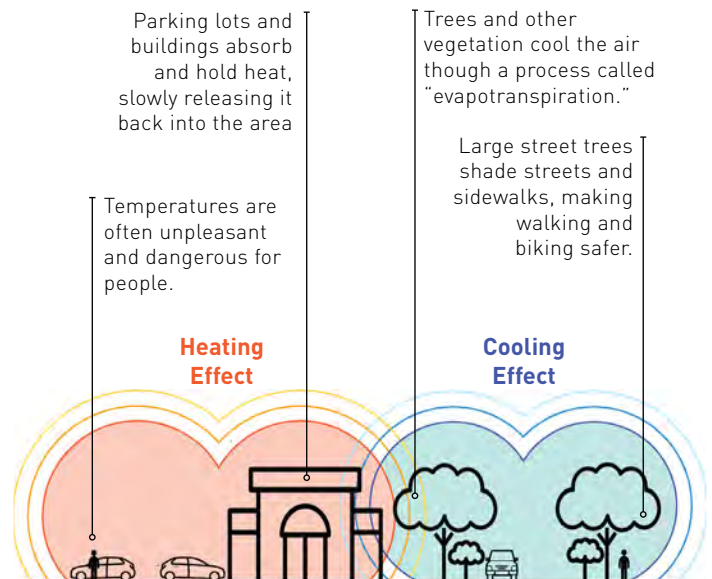 Parking lots and
buildings absorb
and hold heat,
slowly releasing it
back into the area
Trees and other
vegetation cool the air
though a process called
“evapotranspiration.”
Large street trees
shade streets and
sidewalks, making
walking and
biking safer.
Temperatures are
often unpleasant
and dangerous for
people.
Heating
Effect
Cooling
Effect